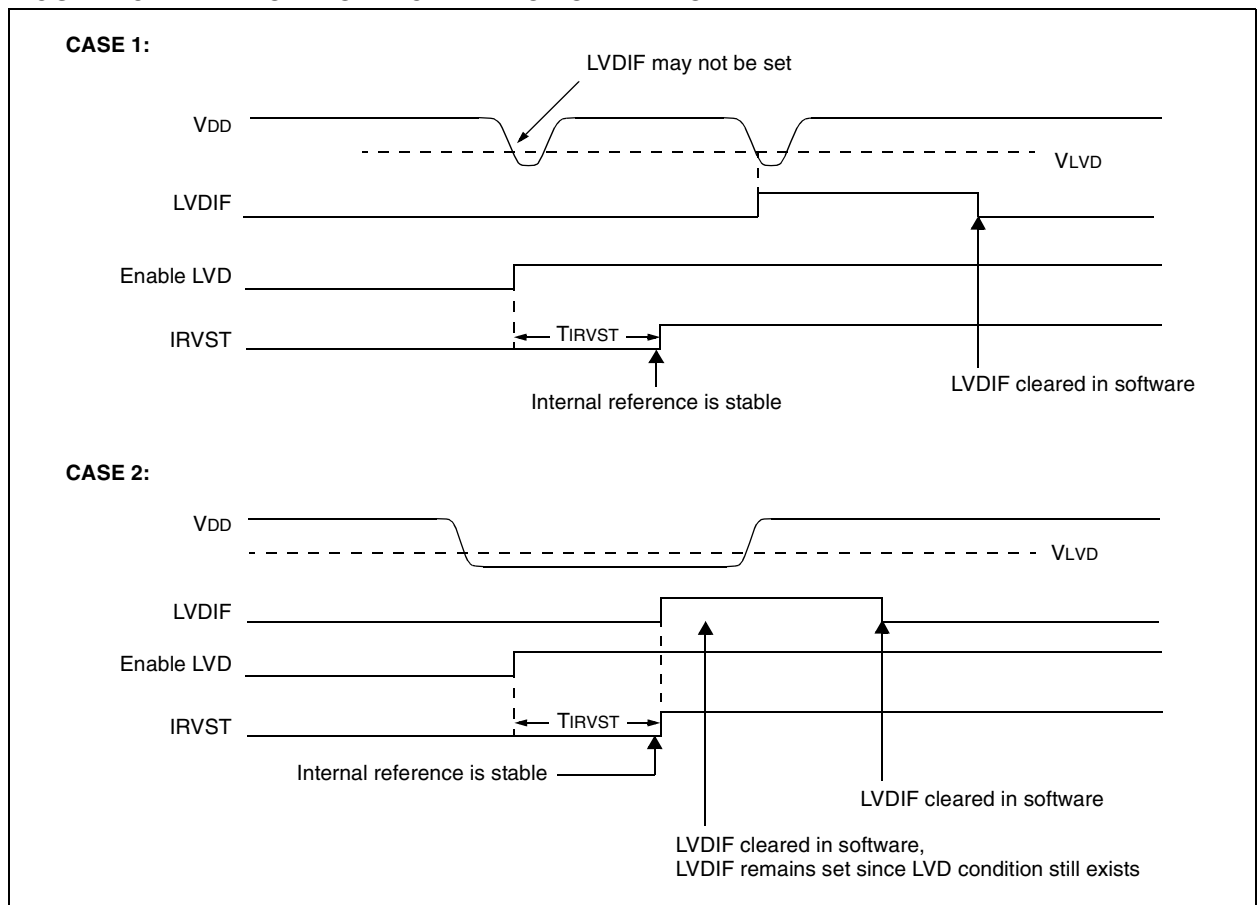 CASE 1:
LVDIF may not be set
VDD
VLVD
LVDIF
Enable LVD
TIRVST
IRVST
LVDIF cleared in software
Internal reference is stable
CASE 2:
VDD
VLVD
LVDIF
Enable LVD
TIRVST
IRVST
Internal reference is stable
LVDIF cleared in software
LVDIF cleared in software,
LVDIF remains set since LVD condition still exists